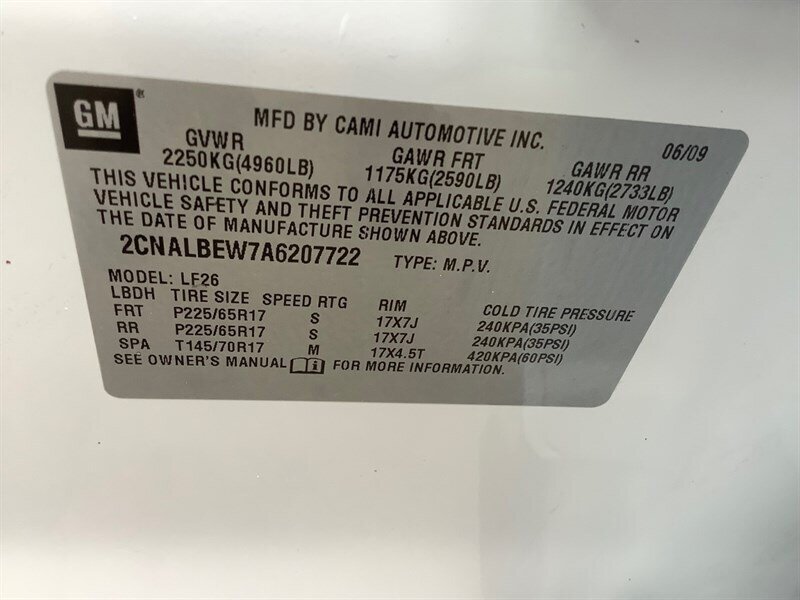 GM®
MFD BY CAMI AUTOMOTIVE INC. 06/09
GVWR GAWR FRT GAWR RR
2250KG(4960LB) 1175KG(2590LB) 1240KG(2733LB)
THIS VEHICLE CONFORMS TO ALL APPLICABLE U.S. FEDERAL MOTOR
VEHICLE SAFETY AND THEFT PREVENTION STANDARDS IN EFFECT ON
THE DATE OF MANUFACTURE SHOWN ABOVE.
2CNALBEW7A6207722 TYPE: M.P.V.
MODEL: LF26
LBDH TIRE SIZE SPEED RTG RIM COLD TIRE PRESSURE
FRT P225/65R17 S 17X7J 240KPA(35PSI)
RR P225/65R17 S 17X7J 240KPA(35PSI)
SPA T145/70R17 M 17X4.5T 420KPA(60PSI)
SEE OWNER'S MANUAL i FOR MORE INFORMATION.